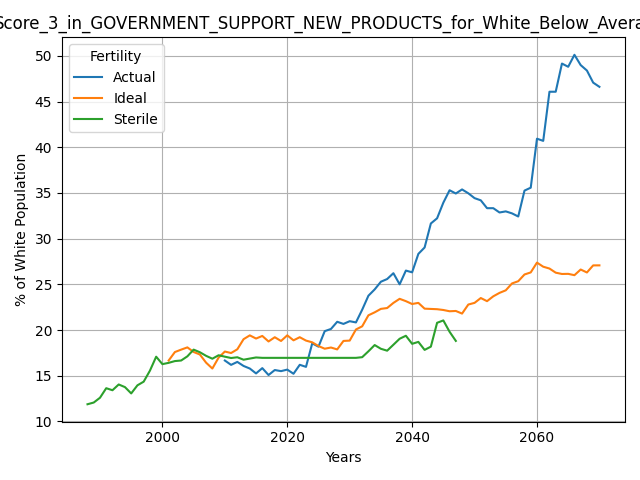 Score_3_in_GOVERNMENT_SUPPORT_NEW_PRODUCTS_for_White_Below_Avera
Fertility
Actual
Ideal
Sterile
% of White Population
50
45
40
35
30
25
20
15
10
2000
2020
2040
2060
Years